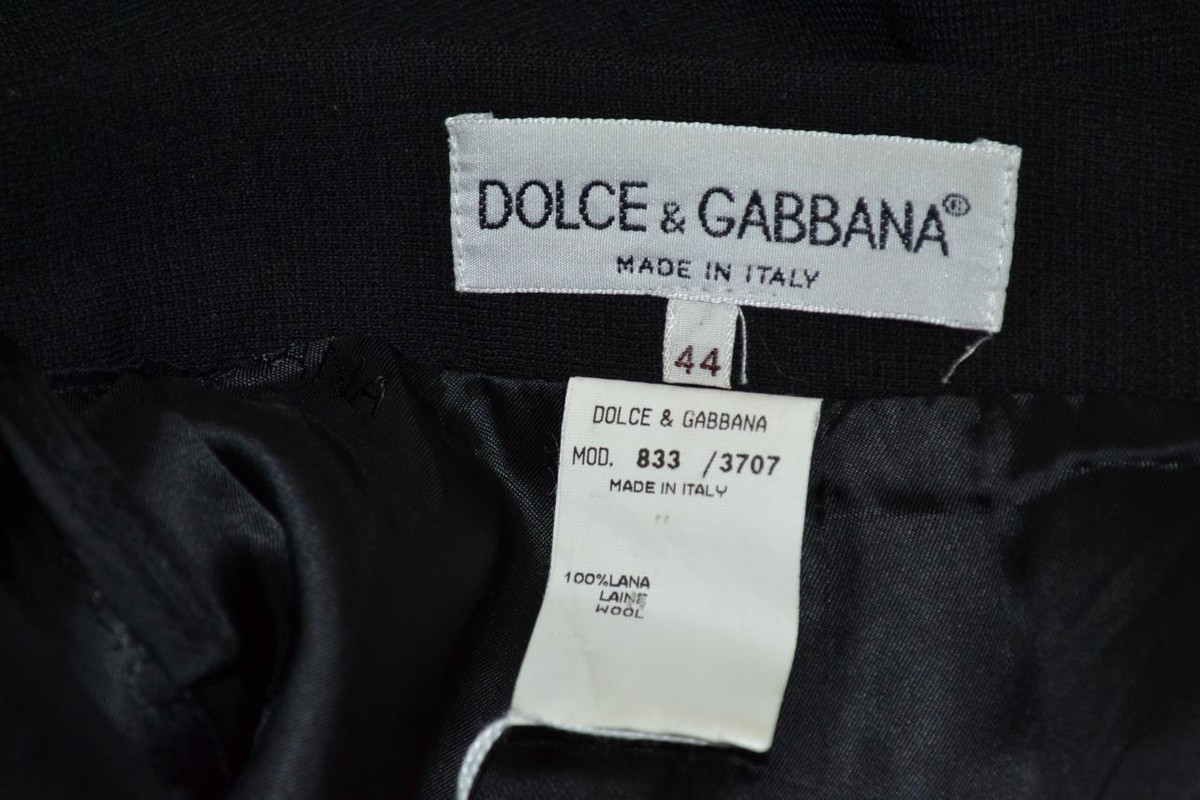 DOLCE & GABBANA®
MADE IN ITALY
44
DOLCE & GABBANA
MOD. 833 /3707
MADE IN ITALY
100%LANA
LAINE
WOOL